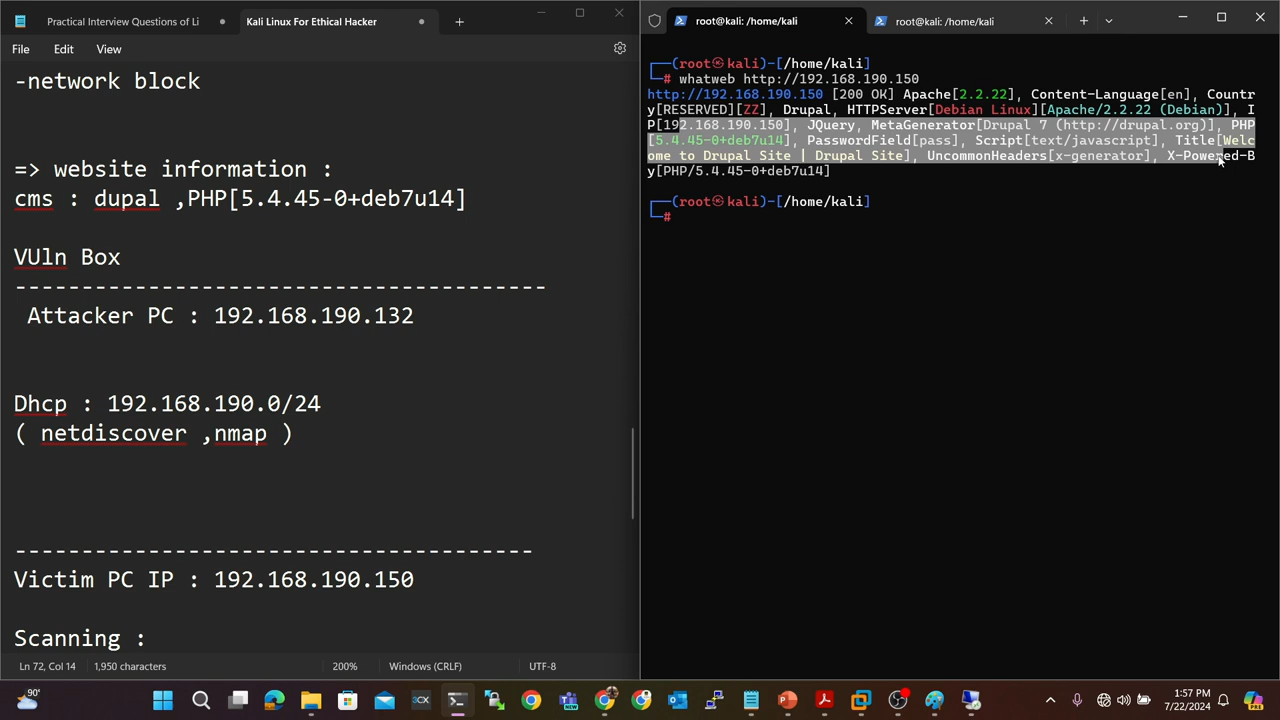 Practical Interview Questions of Li
Kali Linux For Ethical Hacker
File Edit View
-network block
=> website information :
cms : dupal ,PHP[5.4.45-0+deb7u14]
VUln Box
----------------------------------------
Attacker PC : 192.168.190.132
Dhcp : 192.168.190.0/24
( netdiscover ,nmap )
---------------------------------------
Victim PC IP : 192.168.190.150
Scanning :
Ln 72, Col 14 1,950 characters 200% Windows (CRLF) UTF-8
root@kali: /home/kali
root@kali: /home/kali
┌──(root㉿kali)-[/home/kali]
└─# whatweb http://192.168.190.150
http://192.168.190.150 [200 OK] Apache[2.2.22], Content-Language[en], Countr
y[RESERVED][ZZ], Drupal, HTTPServer[Debian Linux][Apache/2.2.22 (Debian)], I
P[192.168.190.150], JQuery, MetaGenerator[Drupal 7 (http://drupal.org)], PHP
[5.4.45-0+deb7u14], PasswordField[pass], Script[text/javascript], Title[Welc
ome to Drupal Site | Drupal Site], UncommonHeaders[x-generator], X-Powered-B
y[PHP/5.4.45-0+deb7u14]
┌──(root㉿kali)-[/home/kali]
└─#
90°
1:57 PM
7/22/2024